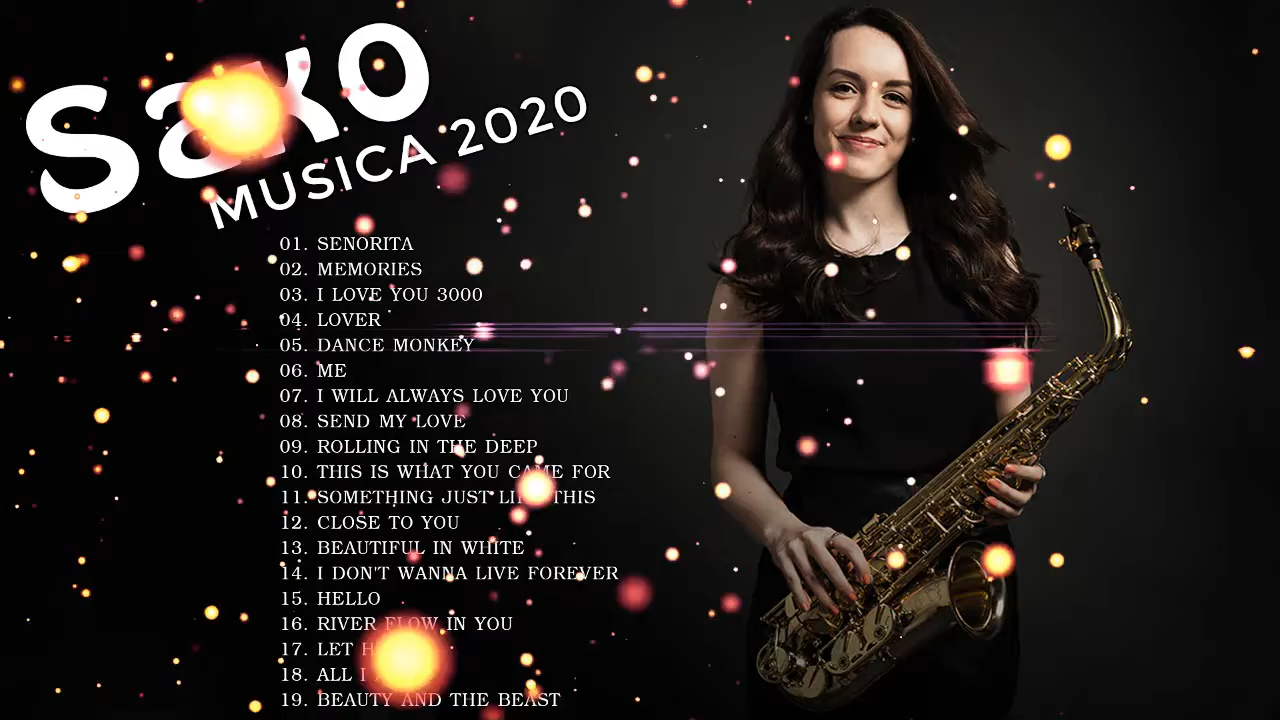 Saxo
MUSICA 2020
01. SENORITA
02. MEMORIES
03. I LOVE YOU 3000
04. LOVER
05. DANCE MONKEY
06. ME
07. I WILL ALWAYS LOVE YOU
08. SEND MY LOVE
09. ROLLING IN THE DEEP
10. THIS IS WHAT YOU CAME FOR
11. SOMETHING JUST LIKE THIS
12. CLOSE TO YOU
13. BEAUTIFUL IN WHITE
14. I DON'T WANNA LIVE FOREVER
15. HELLO
16. RIVER FLOW IN YOU
17. LET
18. ALL I
19. BEAUTY AND THE BEAST